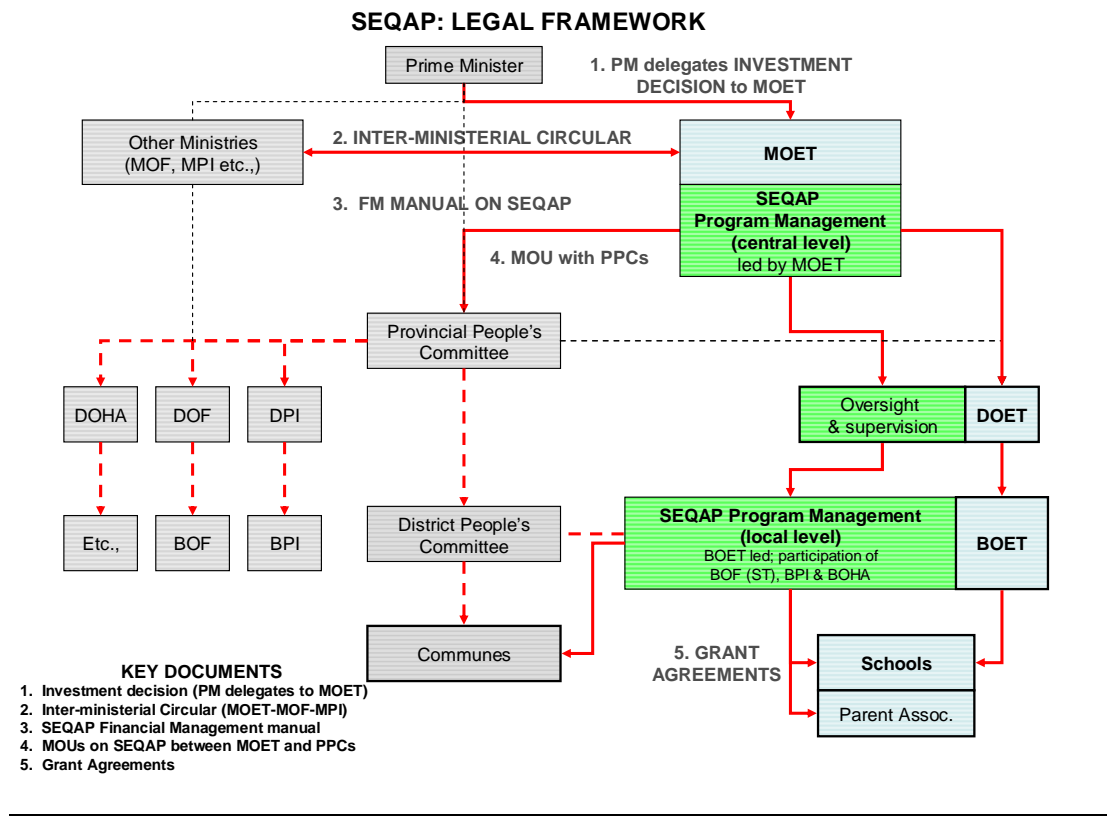 SEQAP: LEGAL FRAMEWORK
Prime Minister
1. PM delegates INVESTMENT
DECISION to MOET
Other Ministries
(MOF, MPI etc.,)
2. INTER-MINISTERIAL CIRCULAR
MOET
3. FM MANUAL ON SEQAP
SEQAP
Program Management
(central level)
led by MOET
4. MOU with PPCs
Provincial People's
Committee
DOHA
DOF
DPI
Oversight
& supervision
DOET
Etc.,
BOF
BPI
District People's
Committee
SEQAP Program Management
(local level)
BOET led; participation of
BOF (ST), BPI & BOHA
BOET
Communes
5. GRANT
AGREEMENTS
Schools
Parent Assoc.
KEY DOCUMENTS
1. Investment decision (PM delegates to MOET)
2. Inter-ministerial Circular (MOET-MOF-MPI)
3. SEQAP Financial Management manual
4. MOUs on SEQAP between MOET and PPCs
5. Grant Agreements